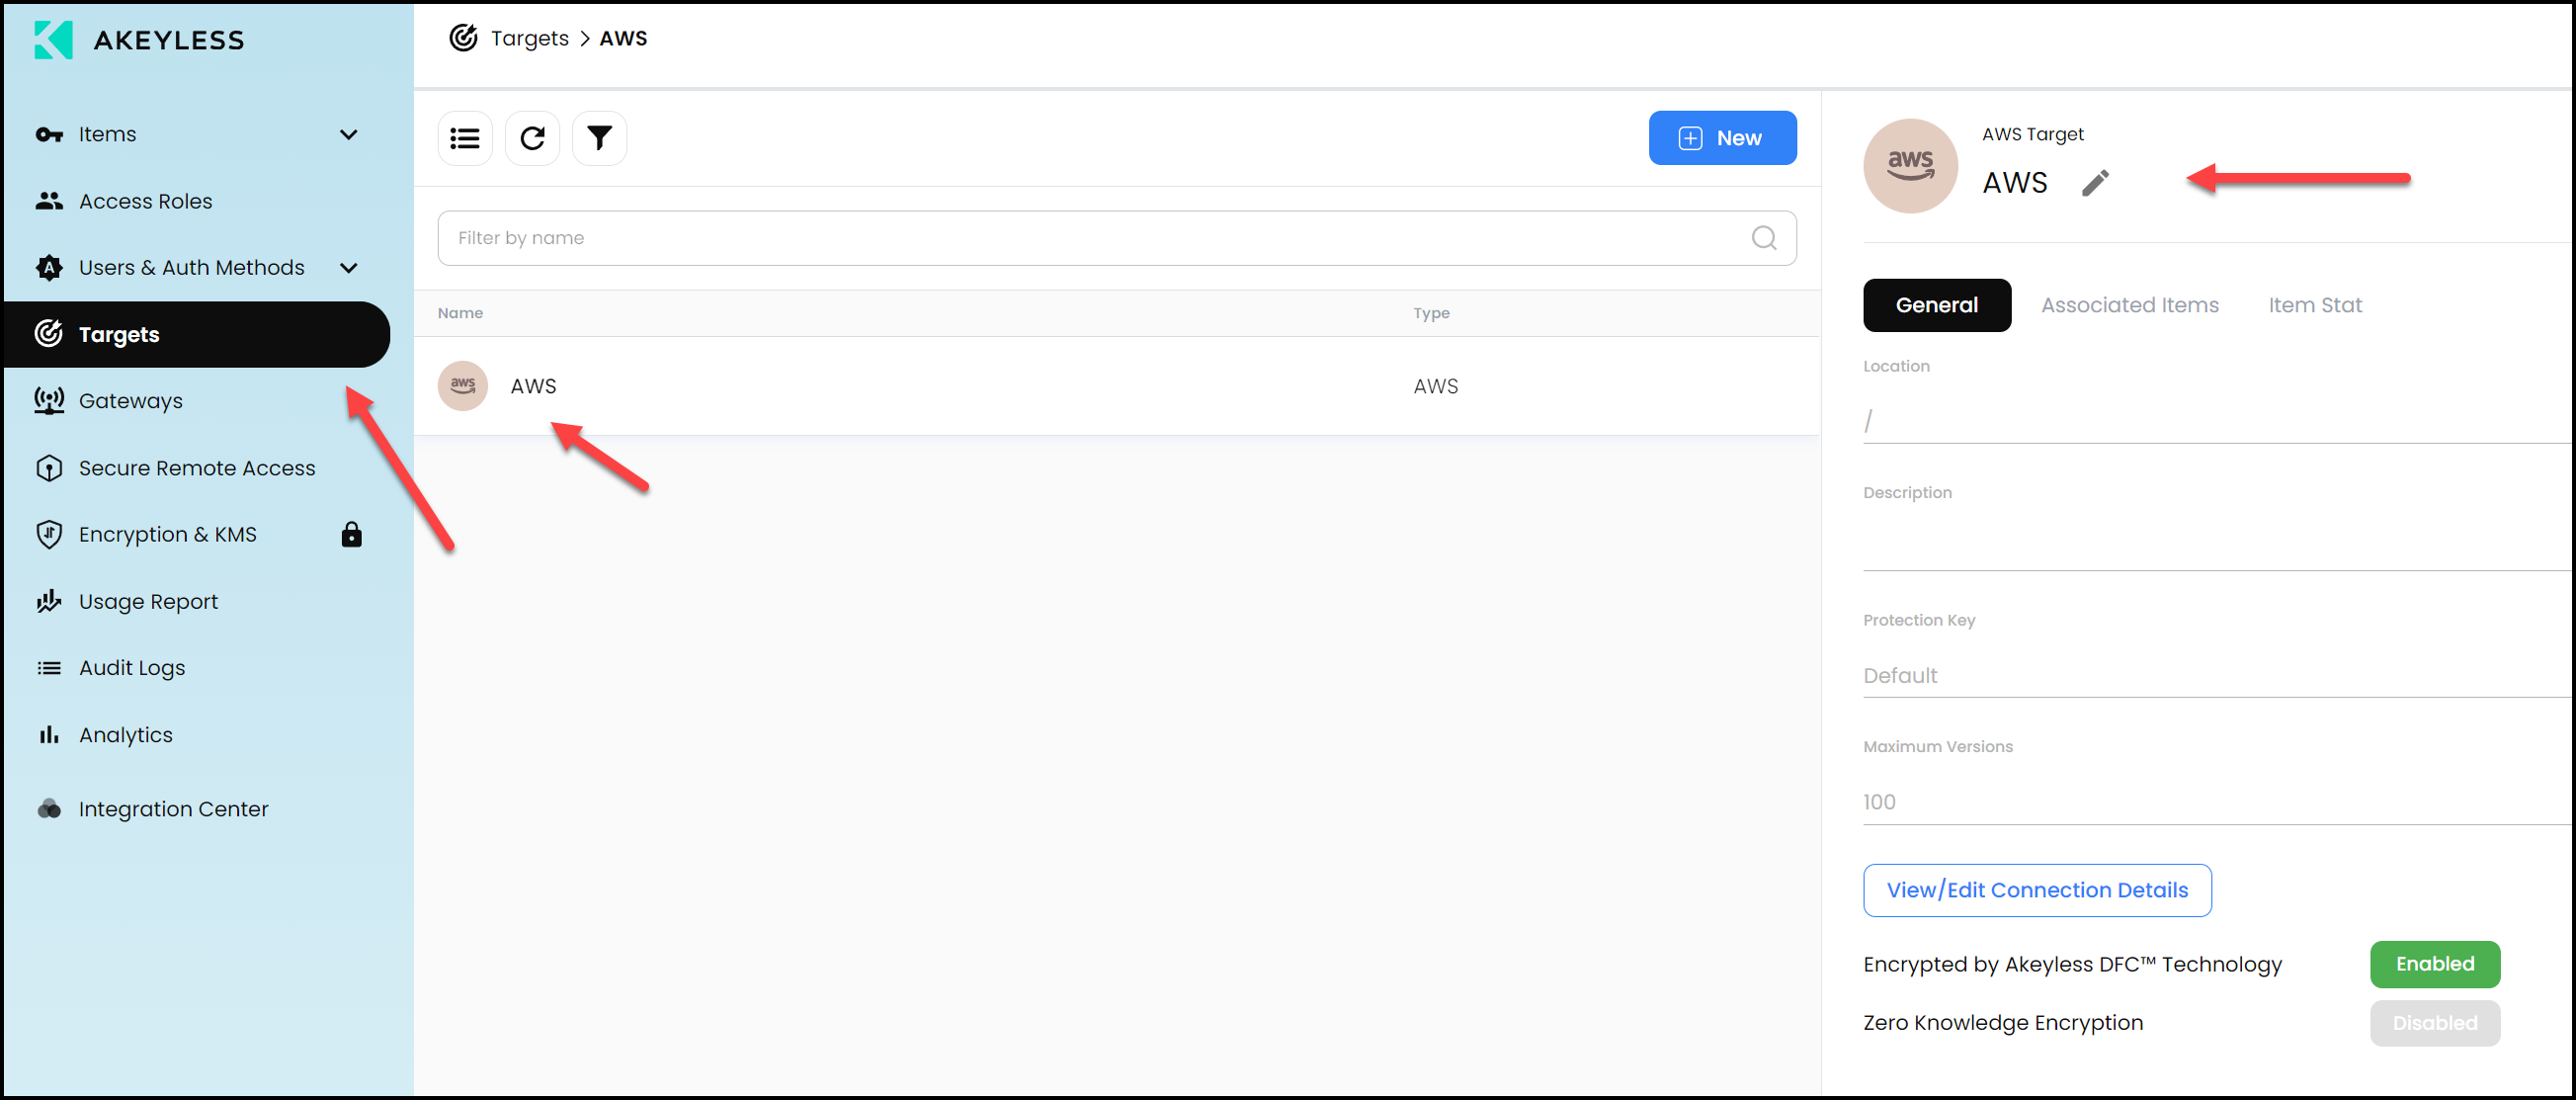 AKEYLESS
Items
Access Roles
Users & Auth Methods
Targets
Gateways
Secure Remote Access
Encryption & KMS
Usage Report
Audit Logs
Analytics
Integration Center
Targets > AWS
New
Filter by name
Name Type
aws AWS AWS
aws
AWS Target
AWS
General Associated Items Item Stat
Location
/
Description
Protection Key
Default
Maximum Versions
100
View/Edit Connection Details
Encrypted by Akeyless DFC™ Technology Enabled
Zero Knowledge Encryption Disabled